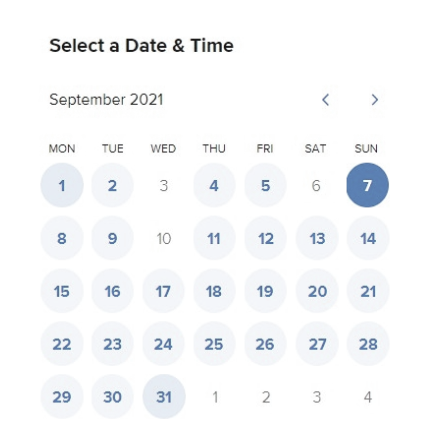 Select a Date & Time
September 2021
MON TUE WED THU FRI SAT SUN
1 2 3 4 5 6 7
8 9 10 11 12 13 14
15 16 17 18 19 20 21
22 23 24 25 26 27 28
29 30 31 1 2 3 4